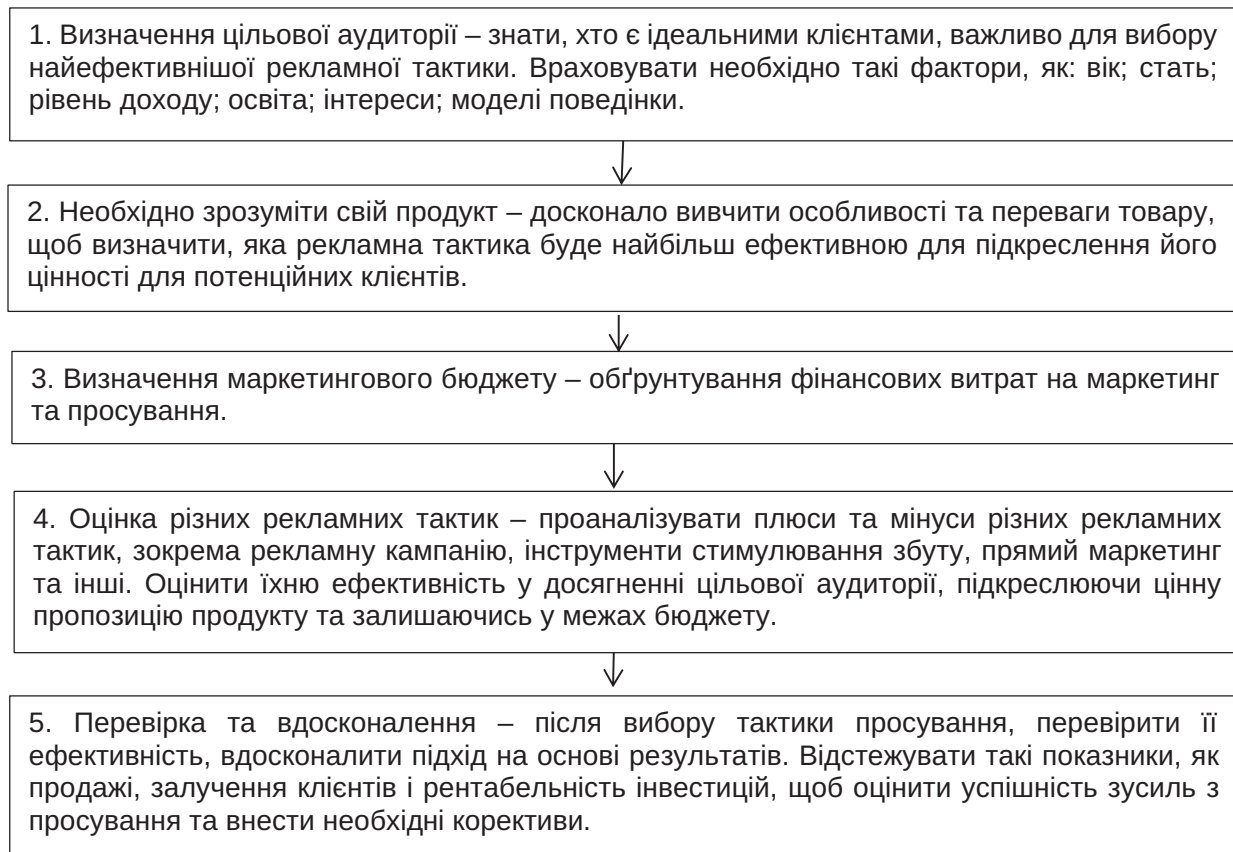 1. Визначення цільової аудиторії – знати, хто є ідеальними клієнтами, важливо для вибору
найефективнішої рекламної тактики. Враховувати необхідно такі фактори, як: вік; стать;
рівень доходу; освіта; інтереси; моделі поведінки.
2. Необхідно зрозуміти свій продукт – досконало вивчити особливості та переваги товару,
щоб визначити, яка рекламна тактика буде найбільш ефективною для підкреслення його
цінності для потенційних клієнтів.
3. Визначення маркетингового бюджету – обґрунтування фінансових витрат на маркетинг
та просування.
4. Оцінка різних рекламних тактик – проаналізувати плюси та мінуси різних рекламних
тактик, зокрема рекламну кампанію, інструменти стимулювання збуту, прямий маркетинг
та інші. Оцінити їхню ефективність у досягненні цільової аудиторії, підкреслюючи цінну
пропозицію продукту та залишаючись у межах бюджету.
5. Перевірка та вдосконалення – після вибору тактики просування, перевірити її
ефективність, вдосконалити підхід на основі результатів. Відстежувати такі показники, як
продажі, залучення клієнтів і рентабельність інвестицій, щоб оцінити успішність зусиль з
просування та внести необхідні корективи.